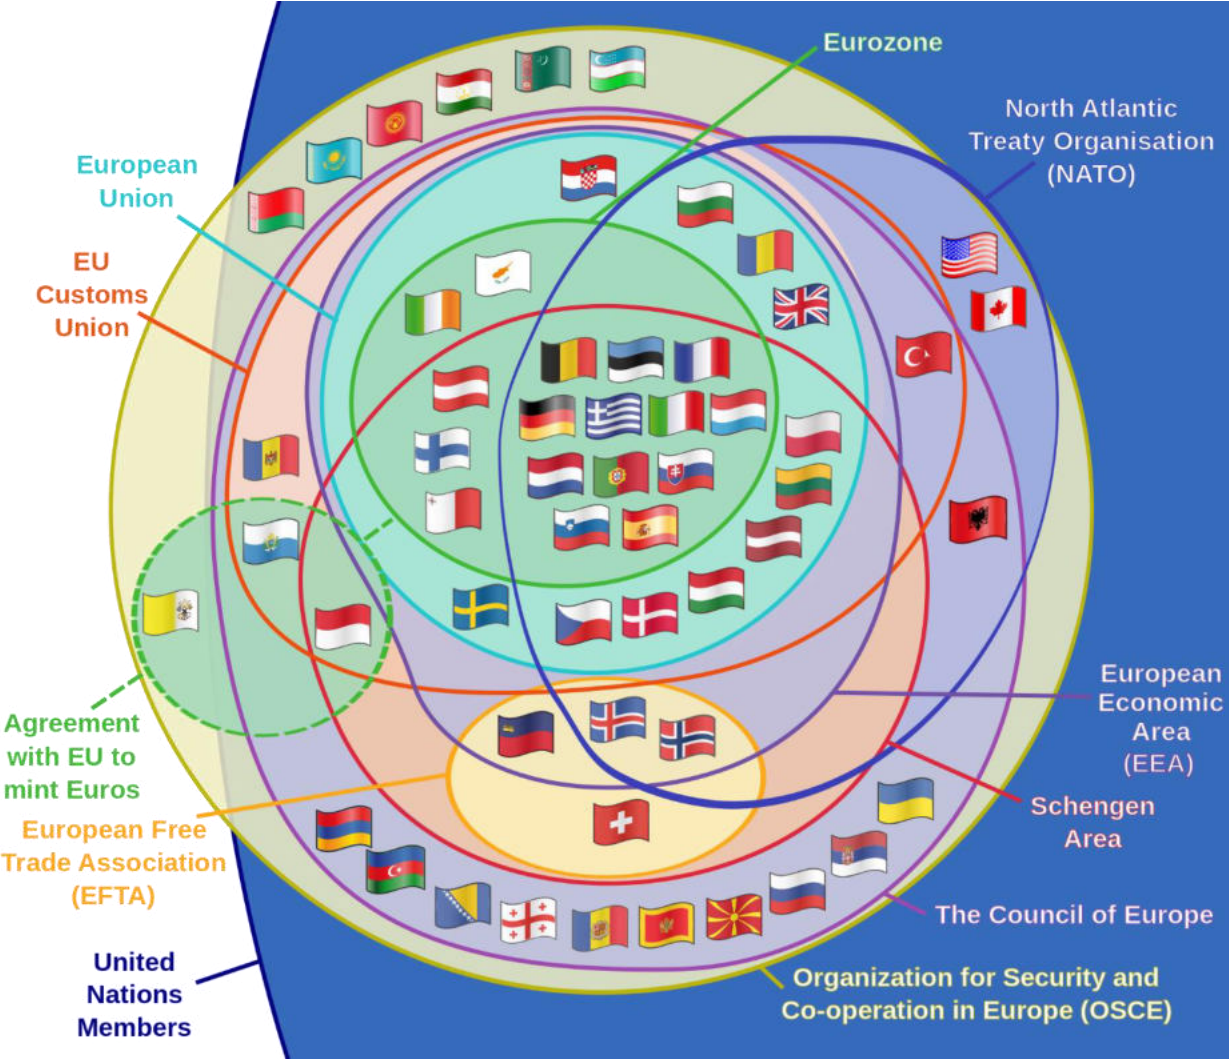 Eurozone
North Atlantic
Treaty Organisation
(NATO)
European
Union
EU
Customs
Union
Agreement
with EU to
mint Euros
European Free
Trade Association
(EFTA)
United
Nations
Members
European
Economic
Area
(EEA)
Schengen
Area
The Council of Europe
Organization for Security and
Co-operation in Europe (OSCE)